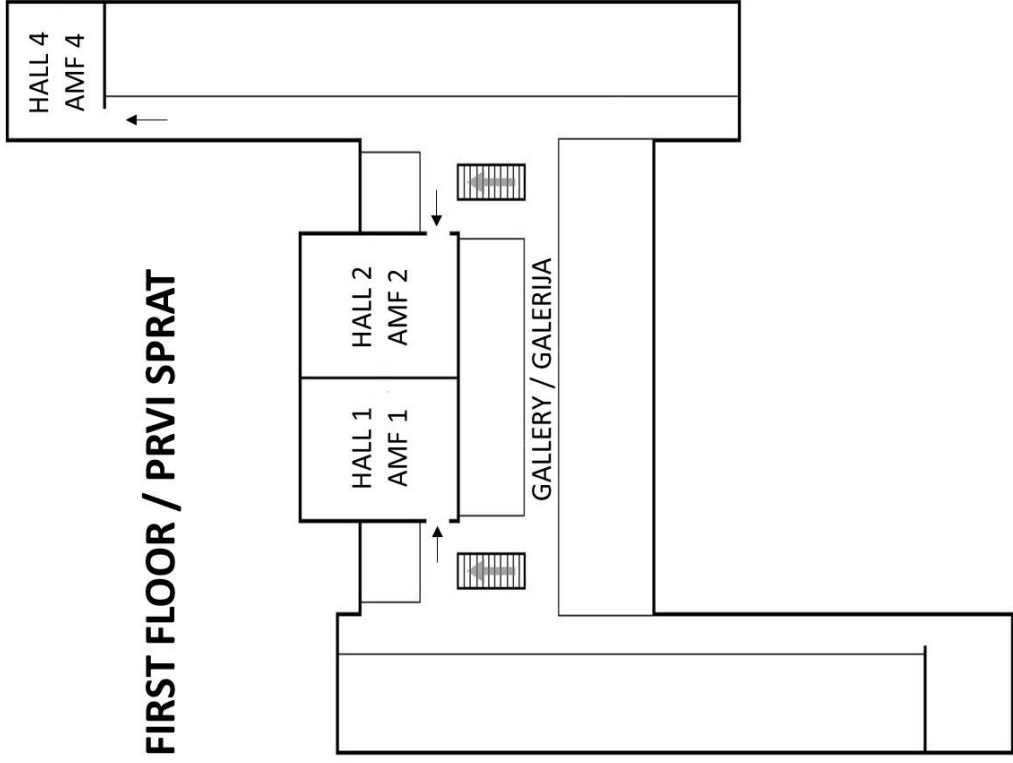 FIRST FLOOR / PRVI SPRAT
HALL 1
AMF 1
HALL 2
AMF 2
HALL 4
AMF 4
GALLERY / GALERIJA